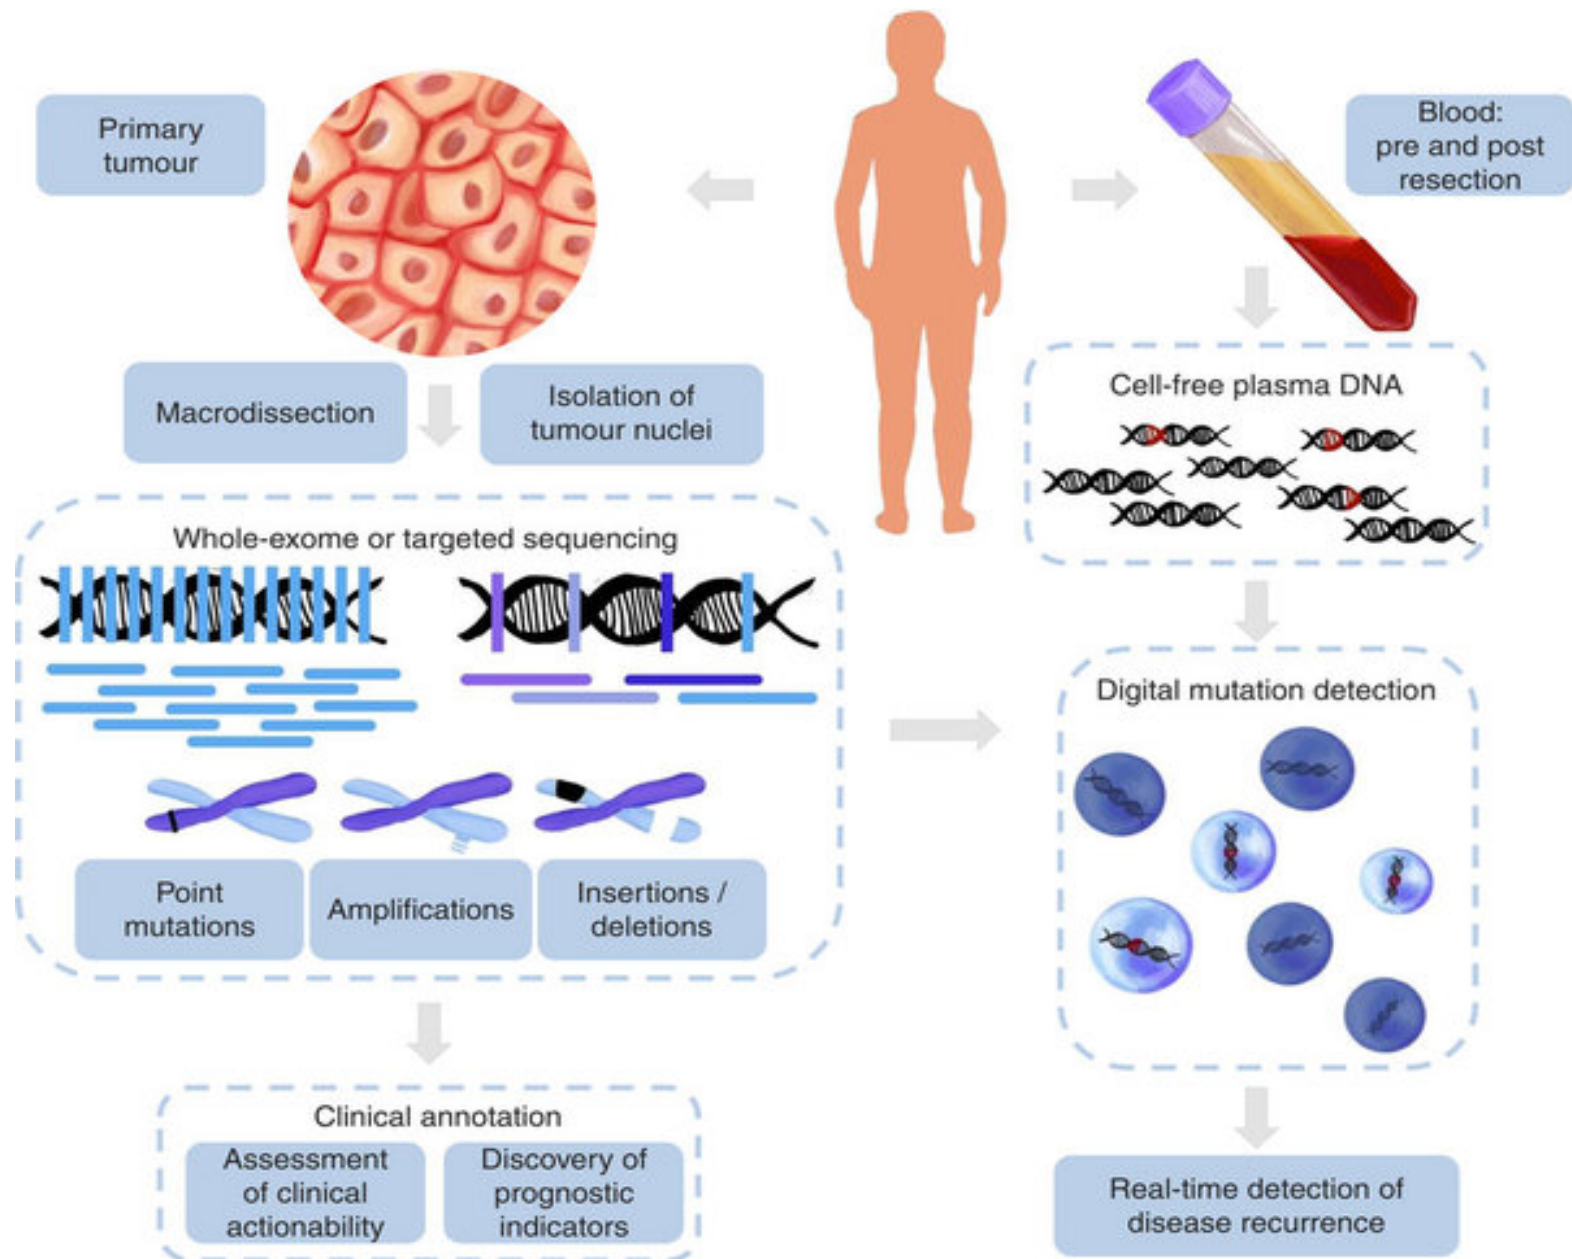 Primary
tumour
Blood:
pre and post
resection
Macrodissection
Isolation of
tumour nuclei
Cell-free plasma DNA
Whole-exome or targeted sequencing
Digital mutation detection
Point
mutations
Amplifications
Insertions /
deletions
Clinical annotation
Assessment
of clinical
actionability
Discovery of
prognostic
indicators
Real-time detection of
disease recurrence